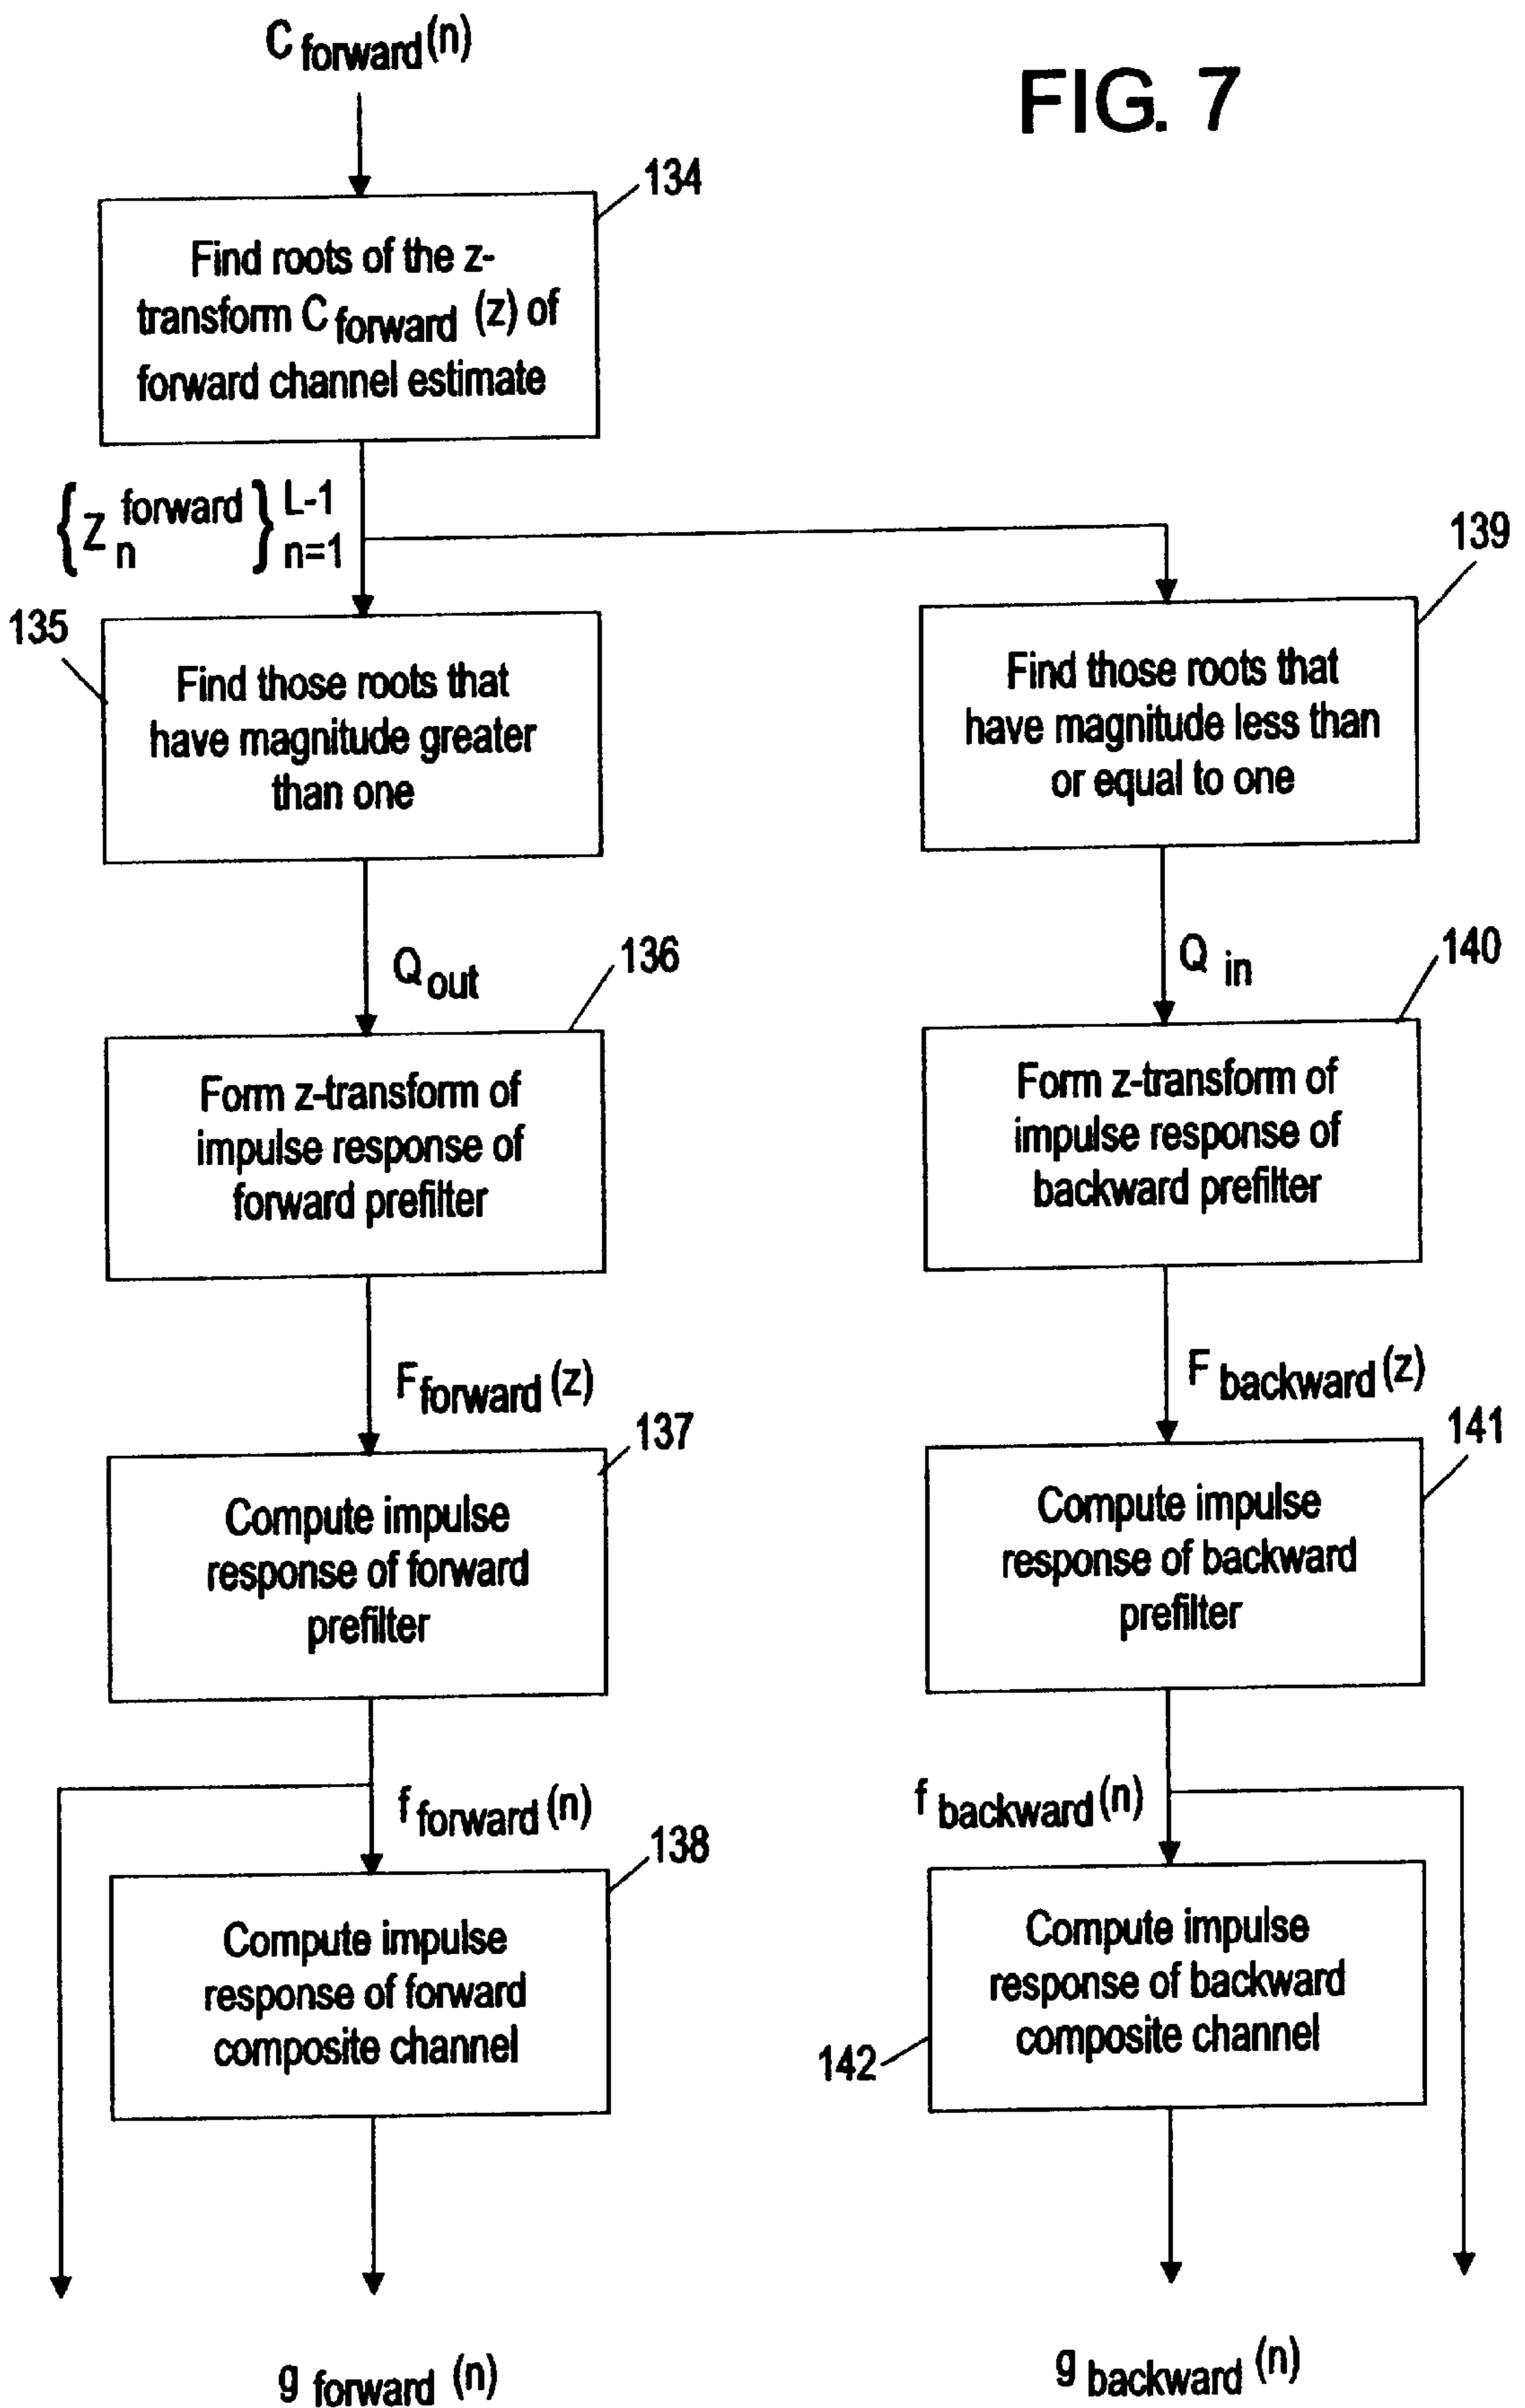 C forward (n)
FIG. 7
134
Find roots of the z-
transform C forward (z) of
forward channel estimate
{ z n forward } L-1 n=1
139
135
Find those roots that
have magnitude greater
than one
Find those roots that
have magnitude less than
or equal to one
Q out
136
Q in
140
Form z-transform of
impulse response of
forward prefilter
Form z-transform of
impulse response of
backward prefilter
F forward (z)
137
F backward (z)
141
Compute impulse
response of forward
prefilter
Compute impulse
response of backward
prefilter
f forward (n)
138
f backward (n)
Compute impulse
response of forward
composite channel
Compute impulse
response of backward
composite channel
142
g forward (n)
g backward (n)